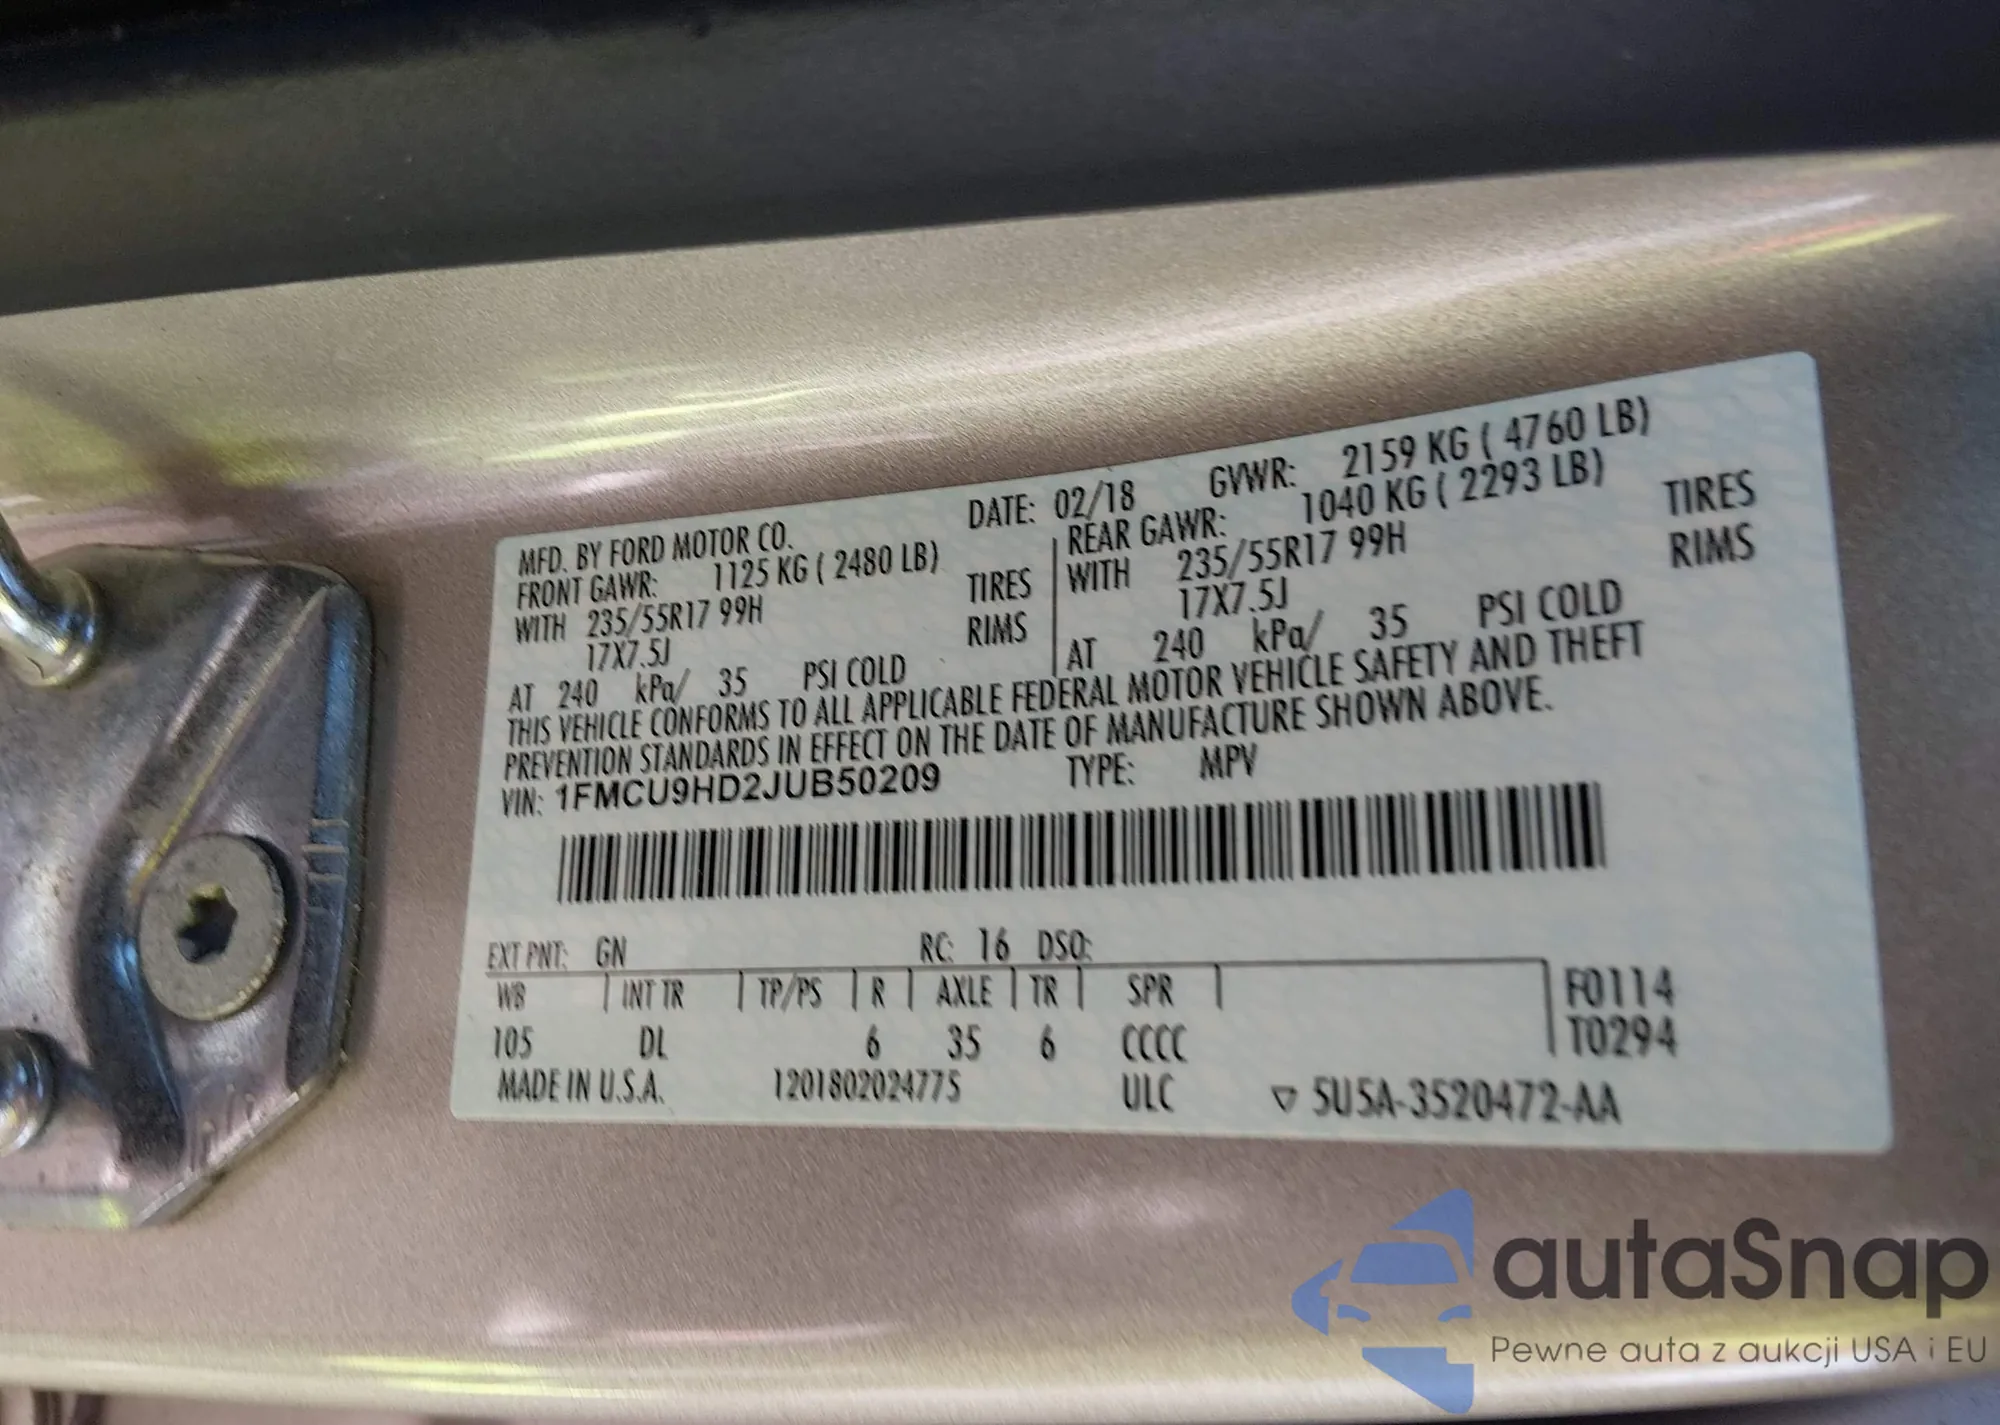 MFD. BY FORD MOTOR CO. DATE: 02/18 GVWR: 2159 KG ( 4760 LB)
FRONT GAWR: 1125 KG ( 2480 LB) REAR GAWR: 1040 KG ( 2293 LB)
WITH 235/55R17 99H TIRES WITH 235/55R17 99H TIRES
17X7.5J RIMS 17X7.5J RIMS
AT 240 kPa/ 35 PSI COLD AT 240 kPa/ 35 PSI COLD
THIS VEHICLE CONFORMS TO ALL APPLICABLE FEDERAL MOTOR VEHICLE SAFETY AND THEFT
PREVENTION STANDARDS IN EFFECT ON THE DATE OF MANUFACTURE SHOWN ABOVE.
VIN: 1FMCU9HD2JUB50209 TYPE: MPV
EXT PNT: GN RC: 16 DSO:
WB INT TR TP/PS R AXLE TR SPR F0114
105 DL 6 35 6 CCCC T0294
MADE IN U.S.A. 1201802024775 ULC ▽ 5U5A-3520472-AA
autaSnap
Pewne auta z aukcji USA i EU